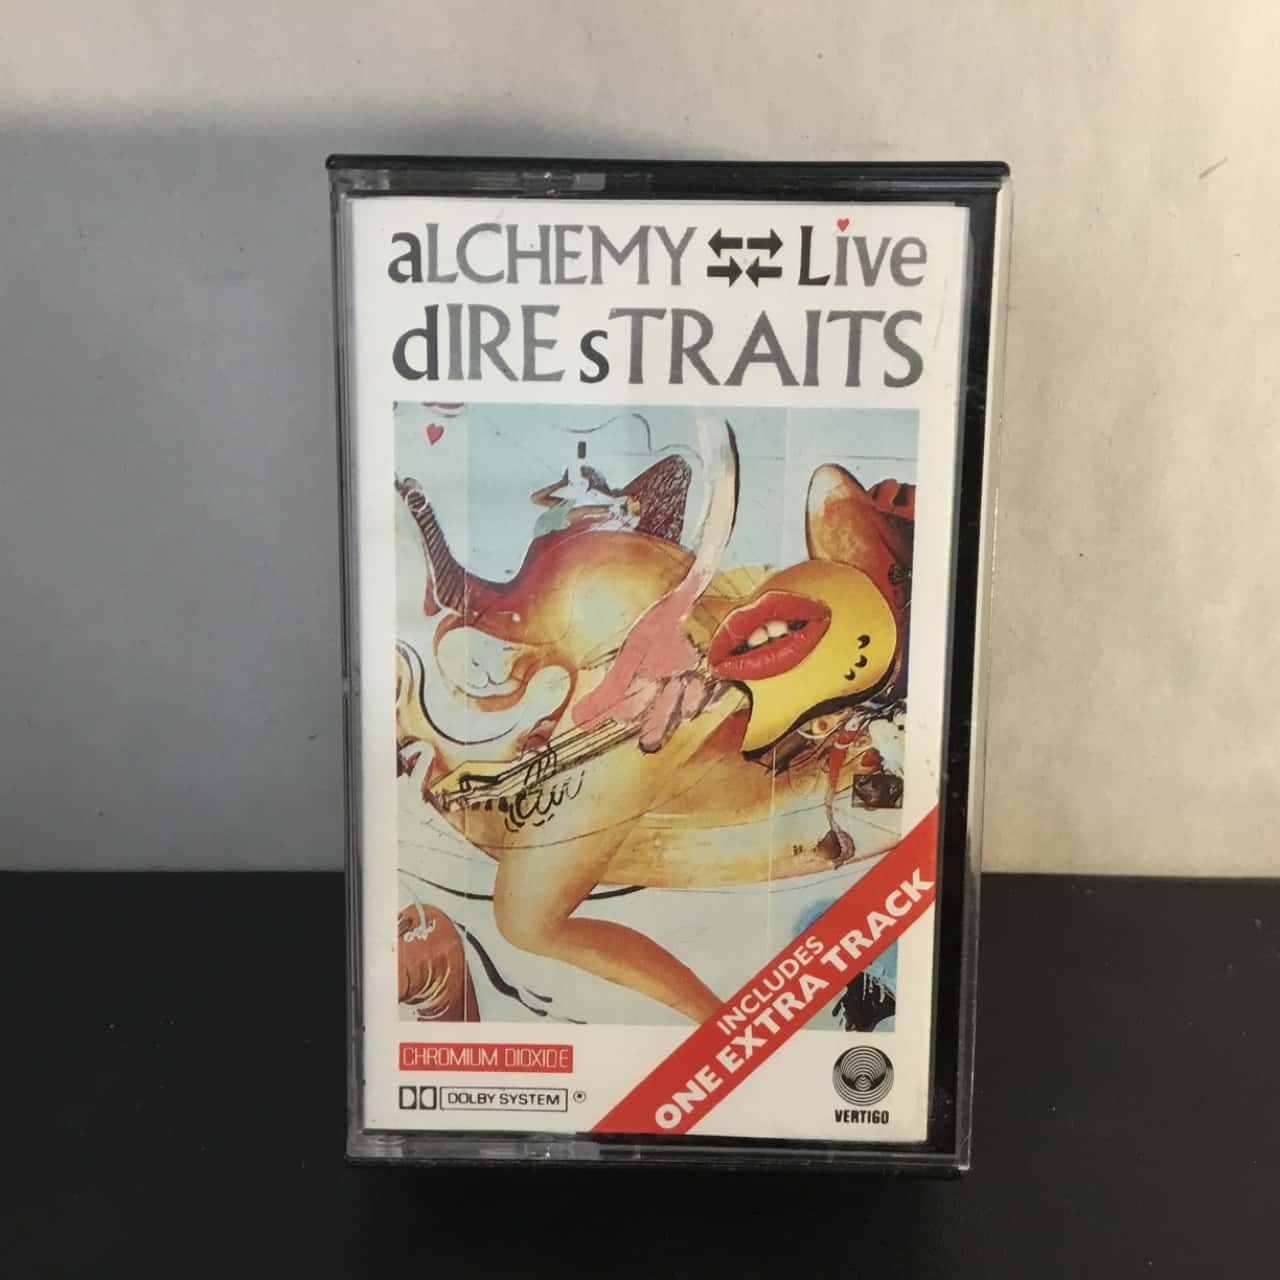 aLCHEMY Live
dIRE sTRAITS
INCLUDES
ONE EXTRA TRACK
CHROMIUM DIOXIDE
DOLBY SYSTEM
VERTIGO